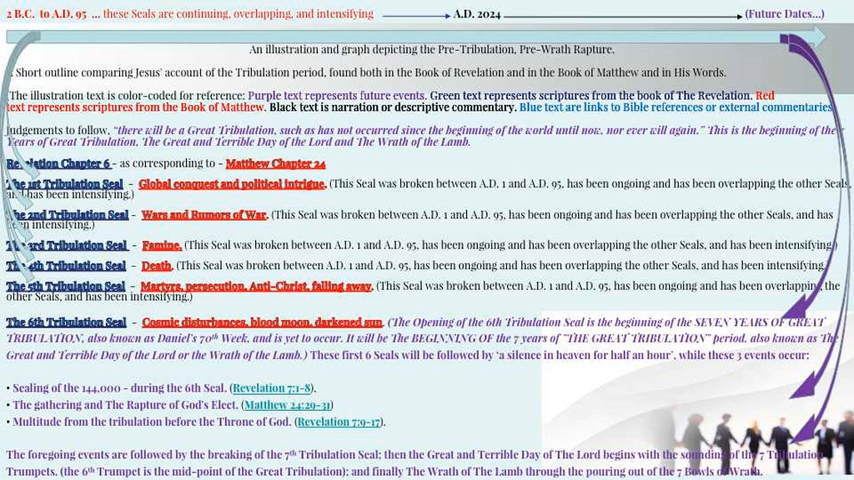 2 B.C. to A.D. 95 ... these Seals are continuing, overlapping, and intensifying A.D. 2024 (Future Dates...)
An illustration and graph depicting the Pre-Tribulation, Pre-Wrath Rapture.
. Short outline comparing Jesus' account of the Tribulation period, found both in the Book of Revelation and in the Book of Matthew and in His Words.
The illustration text is color-coded for reference: Purple text represents future events. Green text represents scriptures from the book of The Revelation. Red
text represents scriptures from the Book of Matthew. Black text is narration or descriptive commentary. Blue text are links to Bible references or external commentaries
Judgements to follow, "there will be a Great Tribulation, such as has not occurred since the beginning of the world until now, nor ever will again." This is the beginning of the 7
Years of Great Tribulation, The Great and Terrible Day of the Lord and The Wrath of the Lamb.
Revelation Chapter 6 - as corresponding to - Matthew Chapter 24
The 1st Tribulation Seal - Global conquest and political intrigue. (This Seal was broken between A.D. 1 and A.D. 95, has been ongoing and has been overlapping the other Seals,
and has been intensifying.)
The 2nd Tribulation Seal - Wars and Rumors of War. (This Seal was broken between A.D. 1 and A.D. 95, has been ongoing and has been overlapping the other Seals, and has
been intensifying.)
The 3rd Tribulation Seal - Famine. (This Seal was broken between A.D. 1 and A.D. 95, has been ongoing and has been overlapping the other Seals, and has been intensifying.)
The 4th Tribulation Seal - Death. (This Seal was broken between A.D. 1 and A.D. 95, has been ongoing and has been overlapping the other Seals, and has been intensifying.
The 5th Tribulation Seal - Martyrs, persecution, Anti-Christ, falling away. (This Seal was broken between A.D. 1 and A.D. 95, has been ongoing and has been overlapping the
other Seals, and has been intensifying.)
The 6th Tribulation Seal - Cosmic disturbances, blood moon, darkened sun. (The Opening of the 6th Tribulation Seal is the beginning of the SEVEN YEARS OF GREAT
TRIBULATION, also known as Daniel's 70th Week, and is yet to occur. It will be The BEGINNING OF the 7 years of "THE GREAT TRIBULATION" period, also known as The
Great and Terrible Day of the Lord or the Wrath of the Lamb.) These first 6 Seals will be followed by 'a silence in heaven for half an hour', while these 3 events occur:
• Sealing of the 144,000 - during the 6th Seal. (Revelation 7:1-8).
• The gathering and The Rapture of God's Elect. (Matthew 24:29-31)
• Multitude from the tribulation before the Throne of God. (Revelation 7:9-17).
The foregoing events are followed by the breaking of the 7th Tribulation Seal; then the Great and Terrible Day of The Lord begins with the sounding of the 7 Tribulation
Trumpets. (the 6th Trumpet is the mid-point of the Great Tribulation); and finally The Wrath of The Lamb through the pouring out of the 7 Bowls of Wrath.